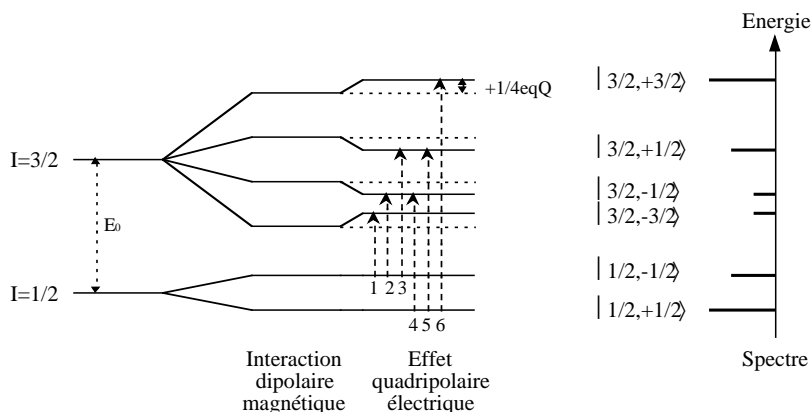 Energie
+1/4eqQ
| 3/2,+3/2⟩
I=3/2
| 3/2,+1/2⟩
| 3/2,-1/2⟩
| 3/2,-3/2⟩
E₀
| 1/2,-1/2⟩
1 2 3
I=1/2
| 1/2,+1/2⟩
4 5 6
Interaction
dipolaire
magnétique
Effet
quadripolaire
électrique
Spectre